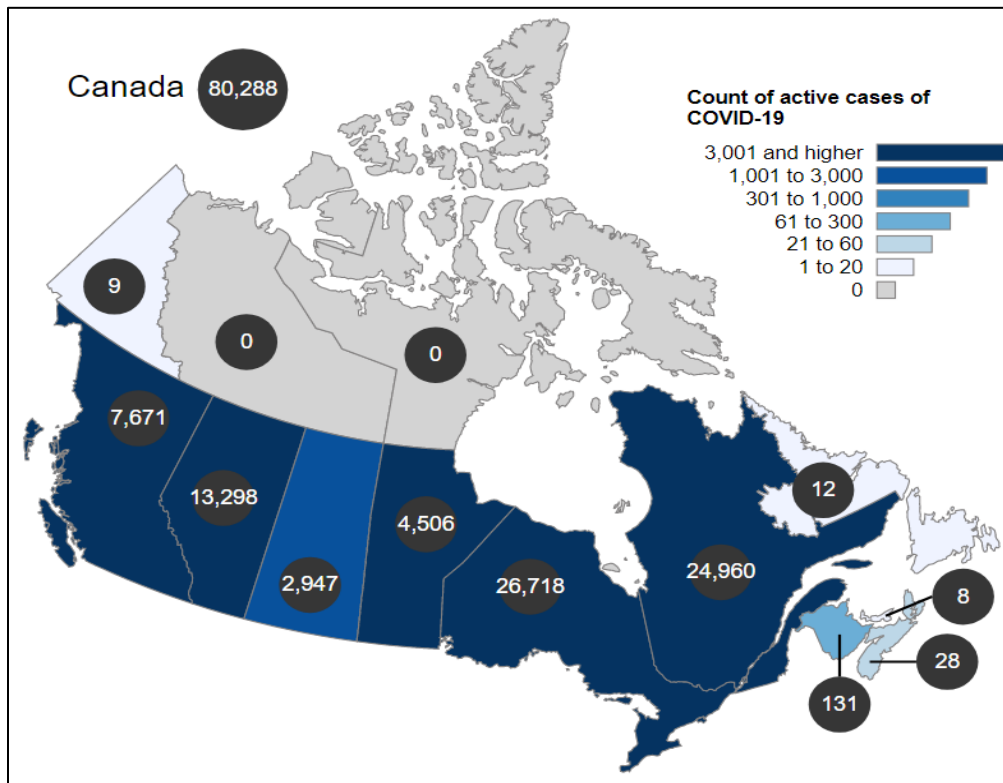 Canada 80,288
Count of active cases of
COVID-19
3,001 and higher
1,001 to 3,000
301 to 1,000
61 to 300
21 to 60
1 to 20
0
9
0
0
7,671
13,298
2,947
4,506
26,718
24,960
12
8
28
131